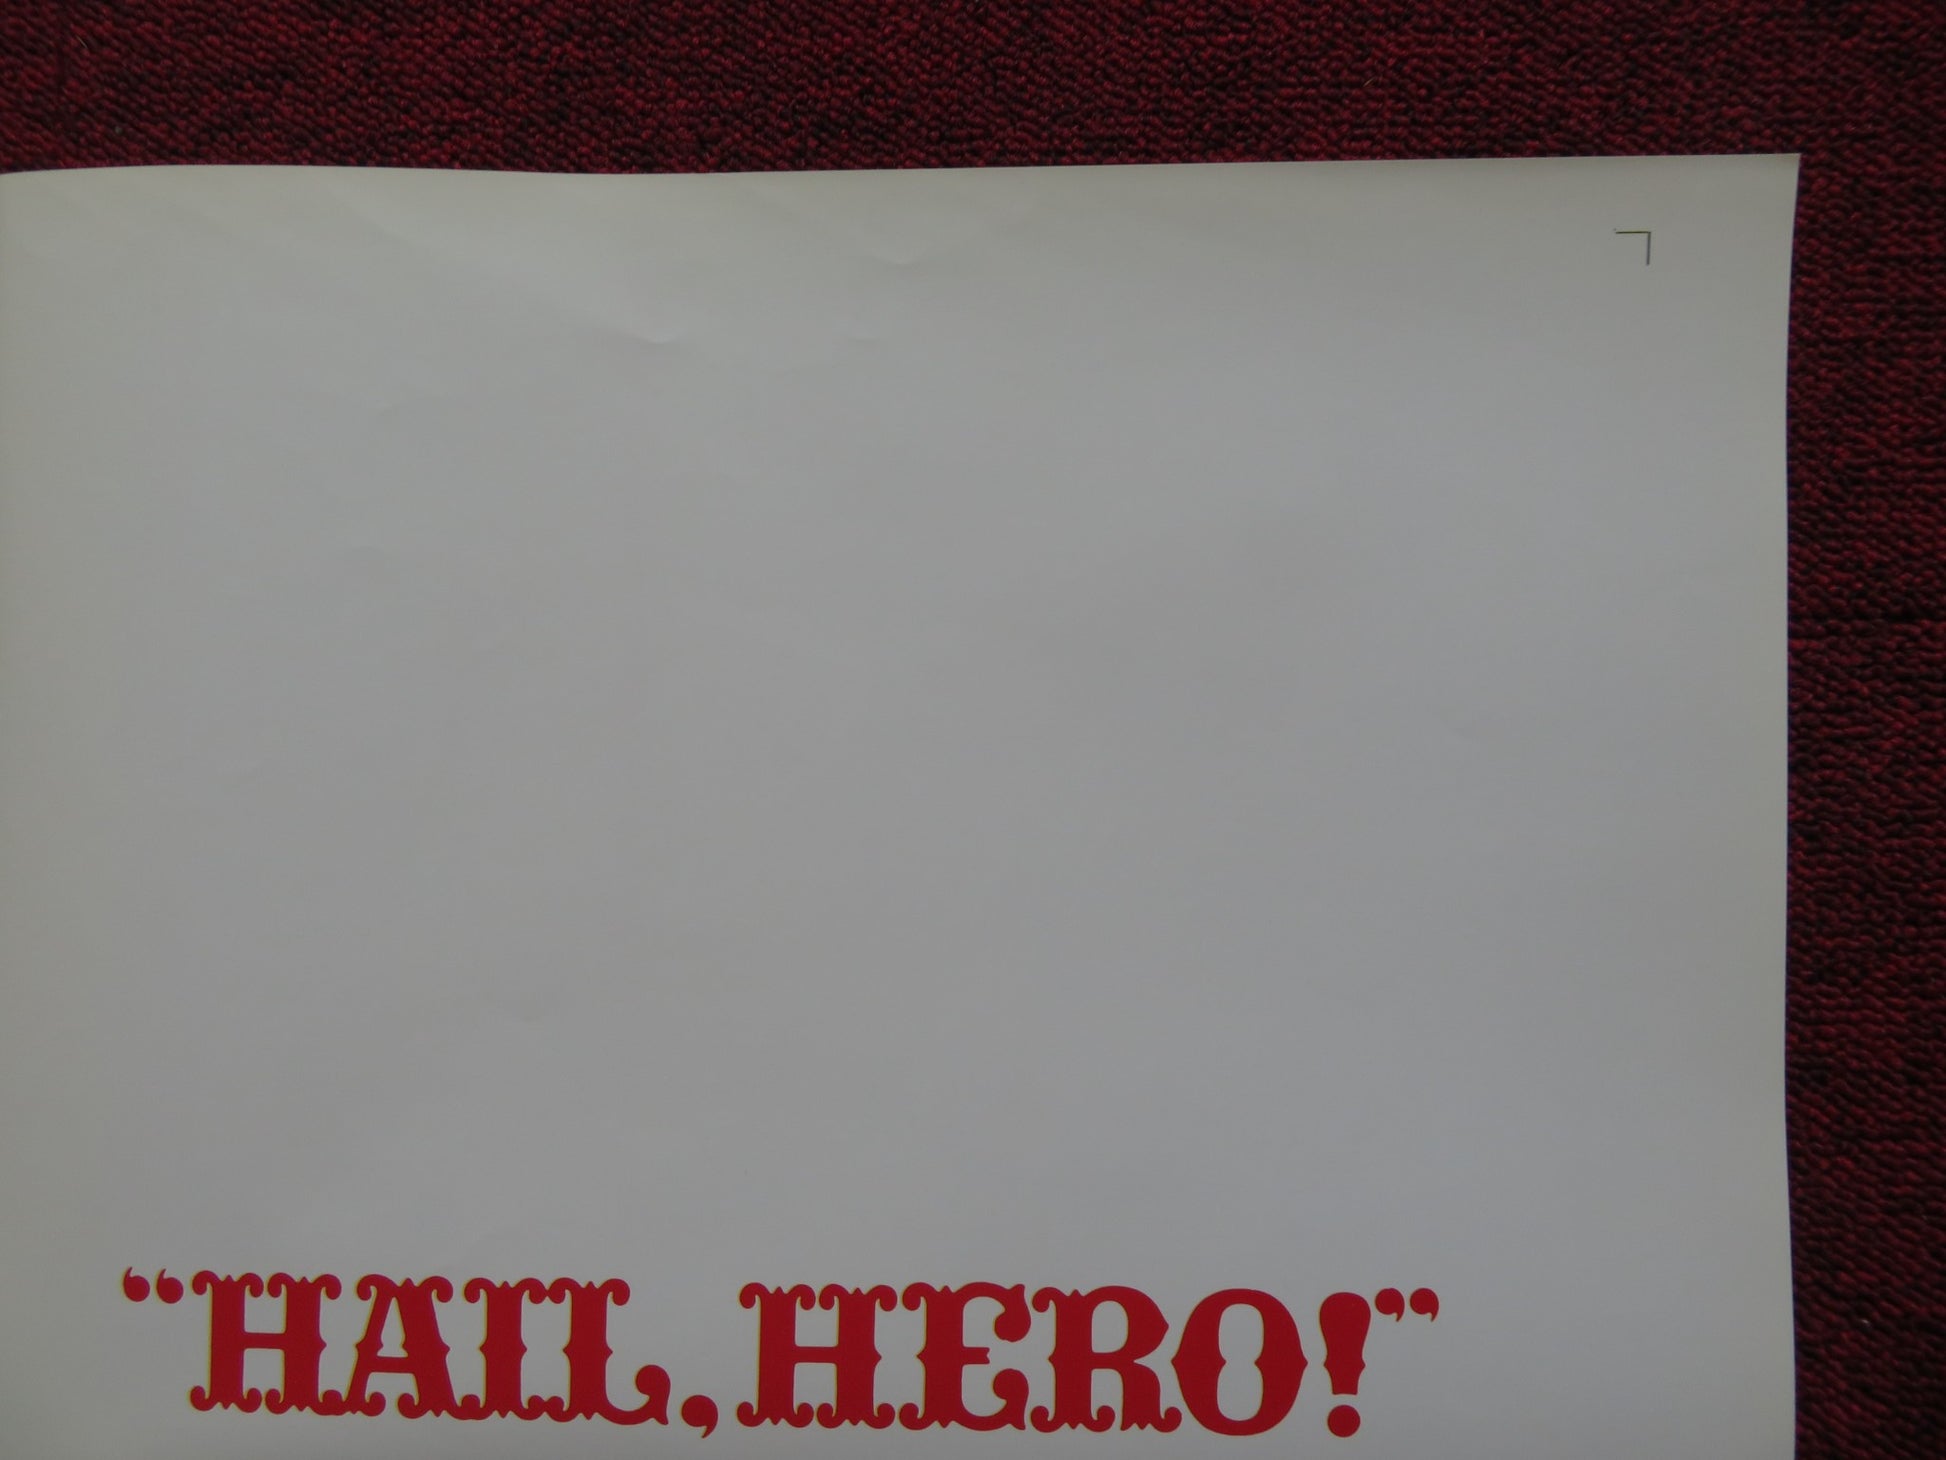 “HAIL, HERO!”